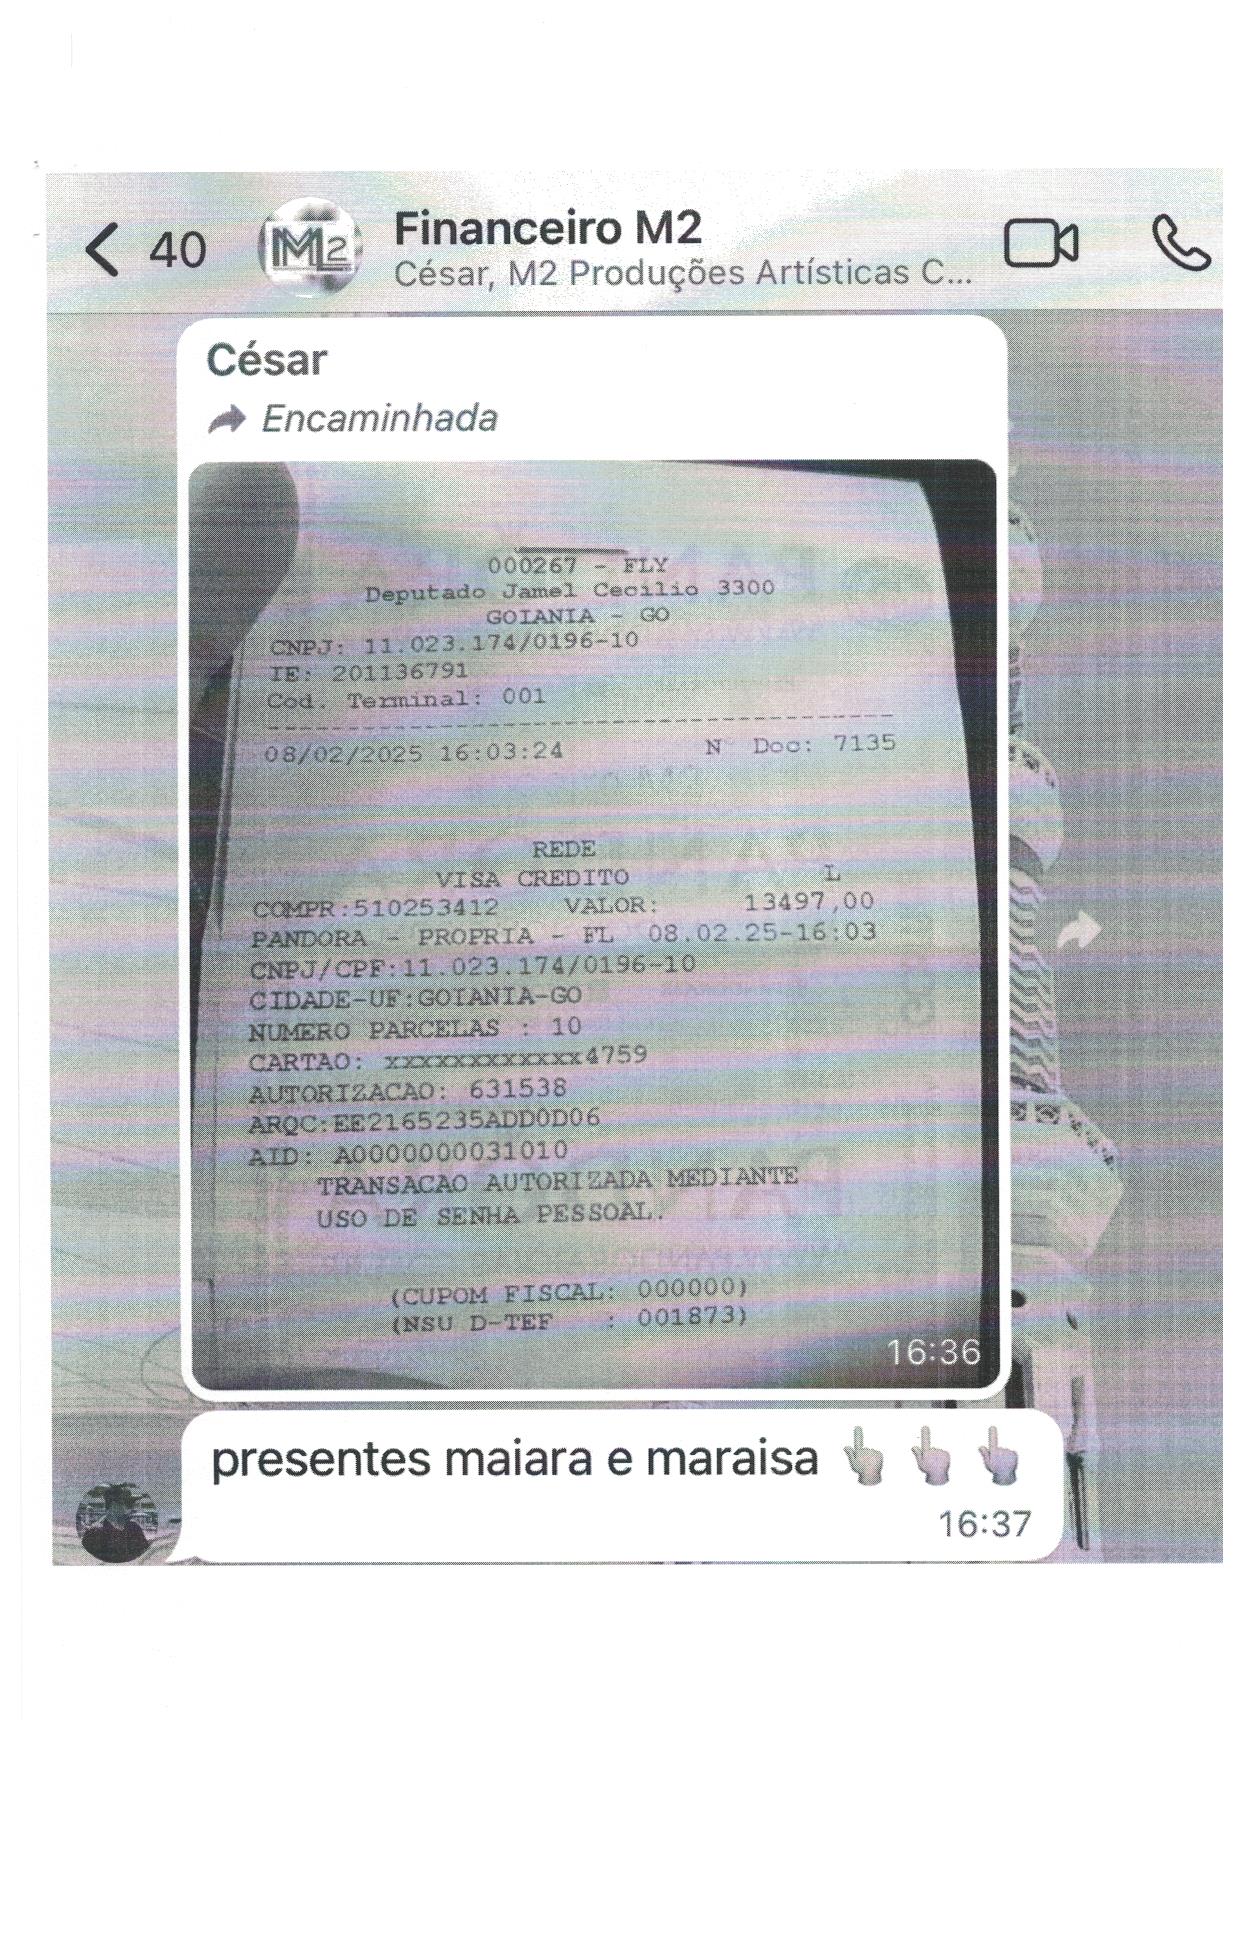 40
M2
Financeiro M2
César, M2 Produções Artísticas C...
César
Encaminhada
000267 - FLY
Deputado Jamel Cecilio 3300
GOIANIA - GO
CNPJ: 11.023.174/0196-10
IE: 201136791
Cod. Terminal: 001
08/02/2025 16:03:24 N Doc: 7135
REDE
VISA CREDITO L
COMPR:510253412 VALOR: 13497,00
PANDORA - PROPRIA - FL 08.02.25-16:03
CNPJ/CPF:11.023.174/0196-10
CIDADE-UF:GOIANIA-GO
NUMERO PARCELAS : 10
CARTAO: xxxxxxxxxxxx4759
AUTORIZACAO: 631538
ARQC:EE2165235ADD0D06
AID: A0000000031010
TRANSACAO AUTORIZADA MEDIANTE
USO DE SENHA PESSOAL.
(CUPOM FISCAL: 000000)
(NSU D-TEF : 001873)
16:36
presentes maiara e maraisa 👆🏻 👆🏻 👆🏻
16:37